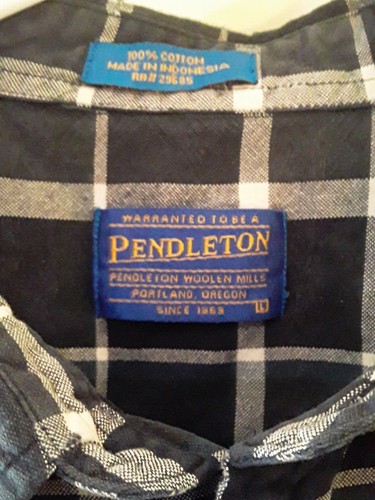 100% COTTON
MADE IN INDONESIA
RN# 29685
WARRANTED TO BE A
PENDLETON
PENDLETON WOOLEN MILLS
PORTLAND, OREGON
SINCE 1863